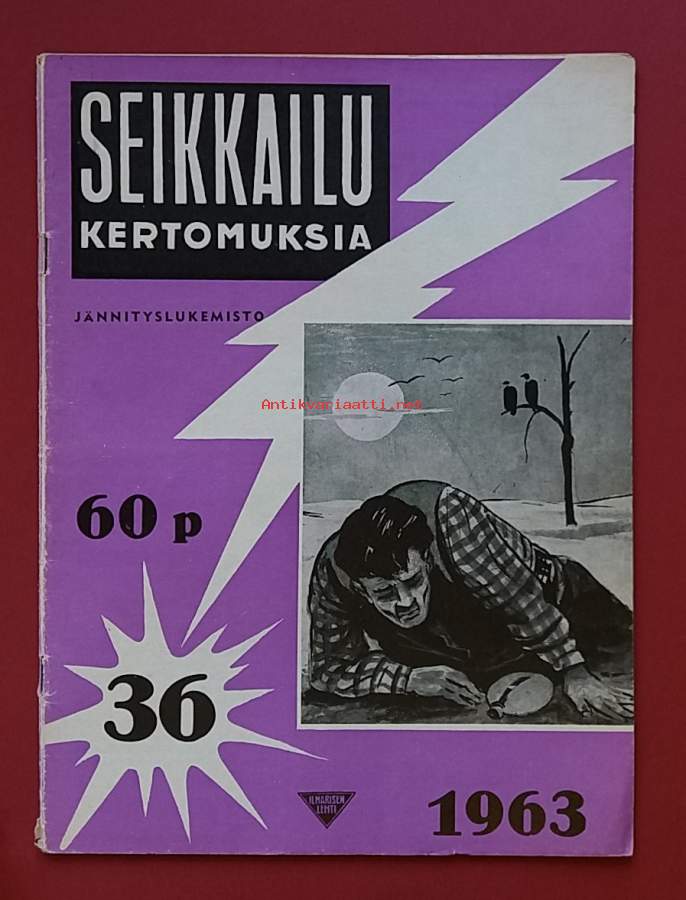 SEIKKAILU
KERTOMUKSIA
JÄNNITYSLUKEMISTO
Antikvariaatti.net
60 p
36
ILMARISEN
LEHTI
1963